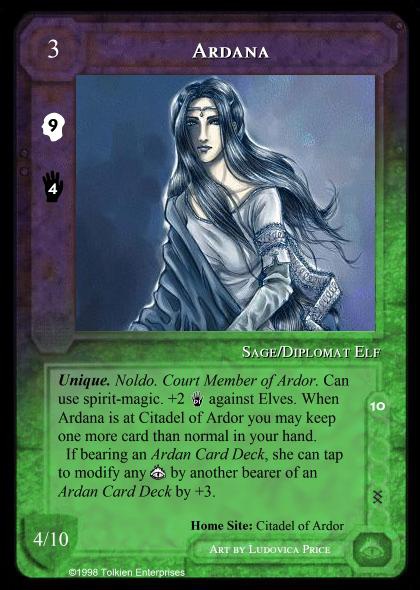 3
ARDANA
9
4
SAGE/DIPLOMAT ELF
Unique. Noldo. Court Member of Ardor. Can
use spirit-magic. +2 against Elves. When
Ardana is at Citadel of Ardor you may keep
one more card than normal in your hand.
If bearing an Ardan Card Deck, she can tap
to modify any by another bearer of an
Ardan Card Deck by +3.
10
Home Site: Citadel of Ardor
4/10
ART BY LUDOVICA PRICE
©1998 Tolkien Enterprises